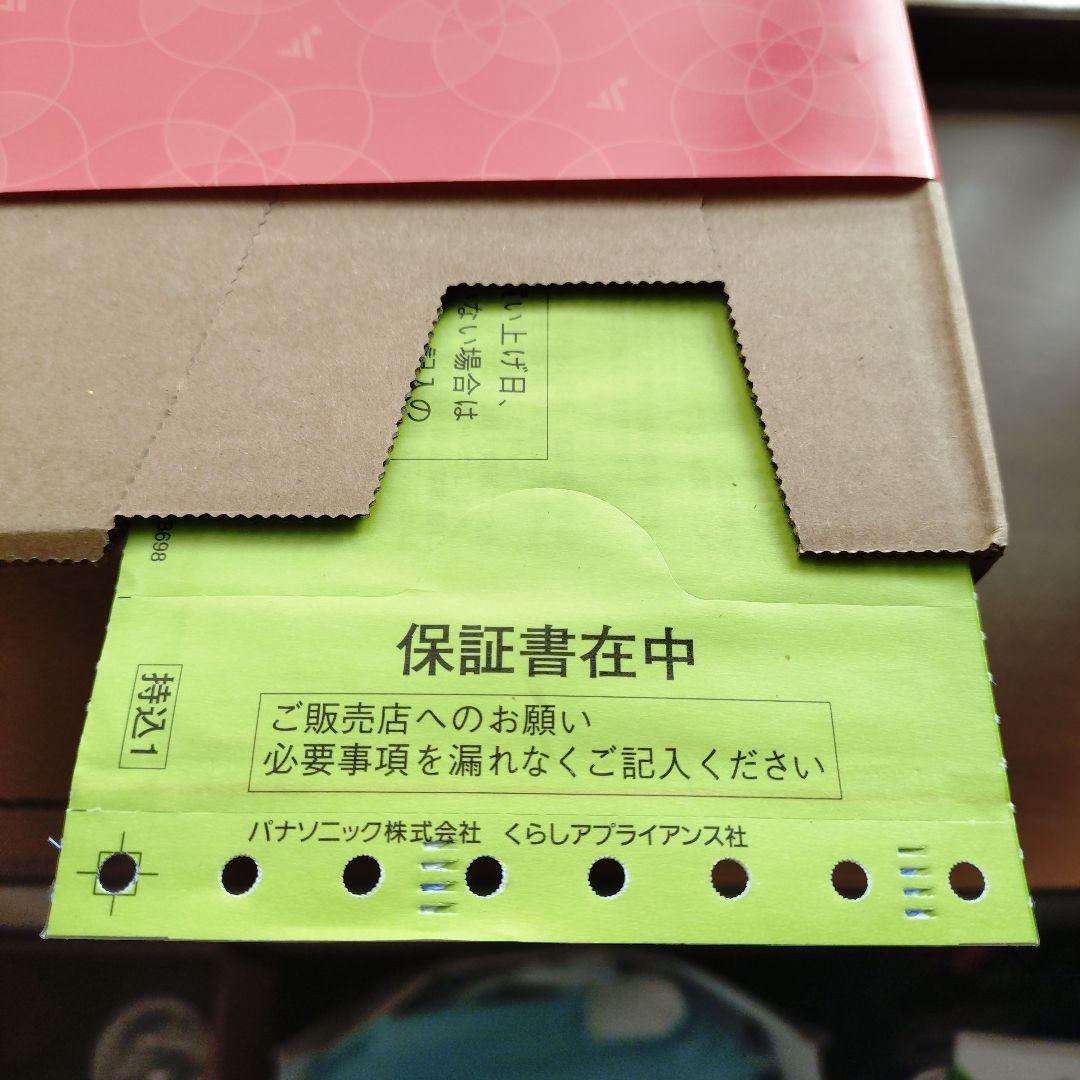 い上げ日、
ない場合は
記入の
3698
保証書在中
持込1
ご販売店へのお願い
必要事項を漏れなくご記入ください
パナソニック株式会社 くらしアプライアンス社